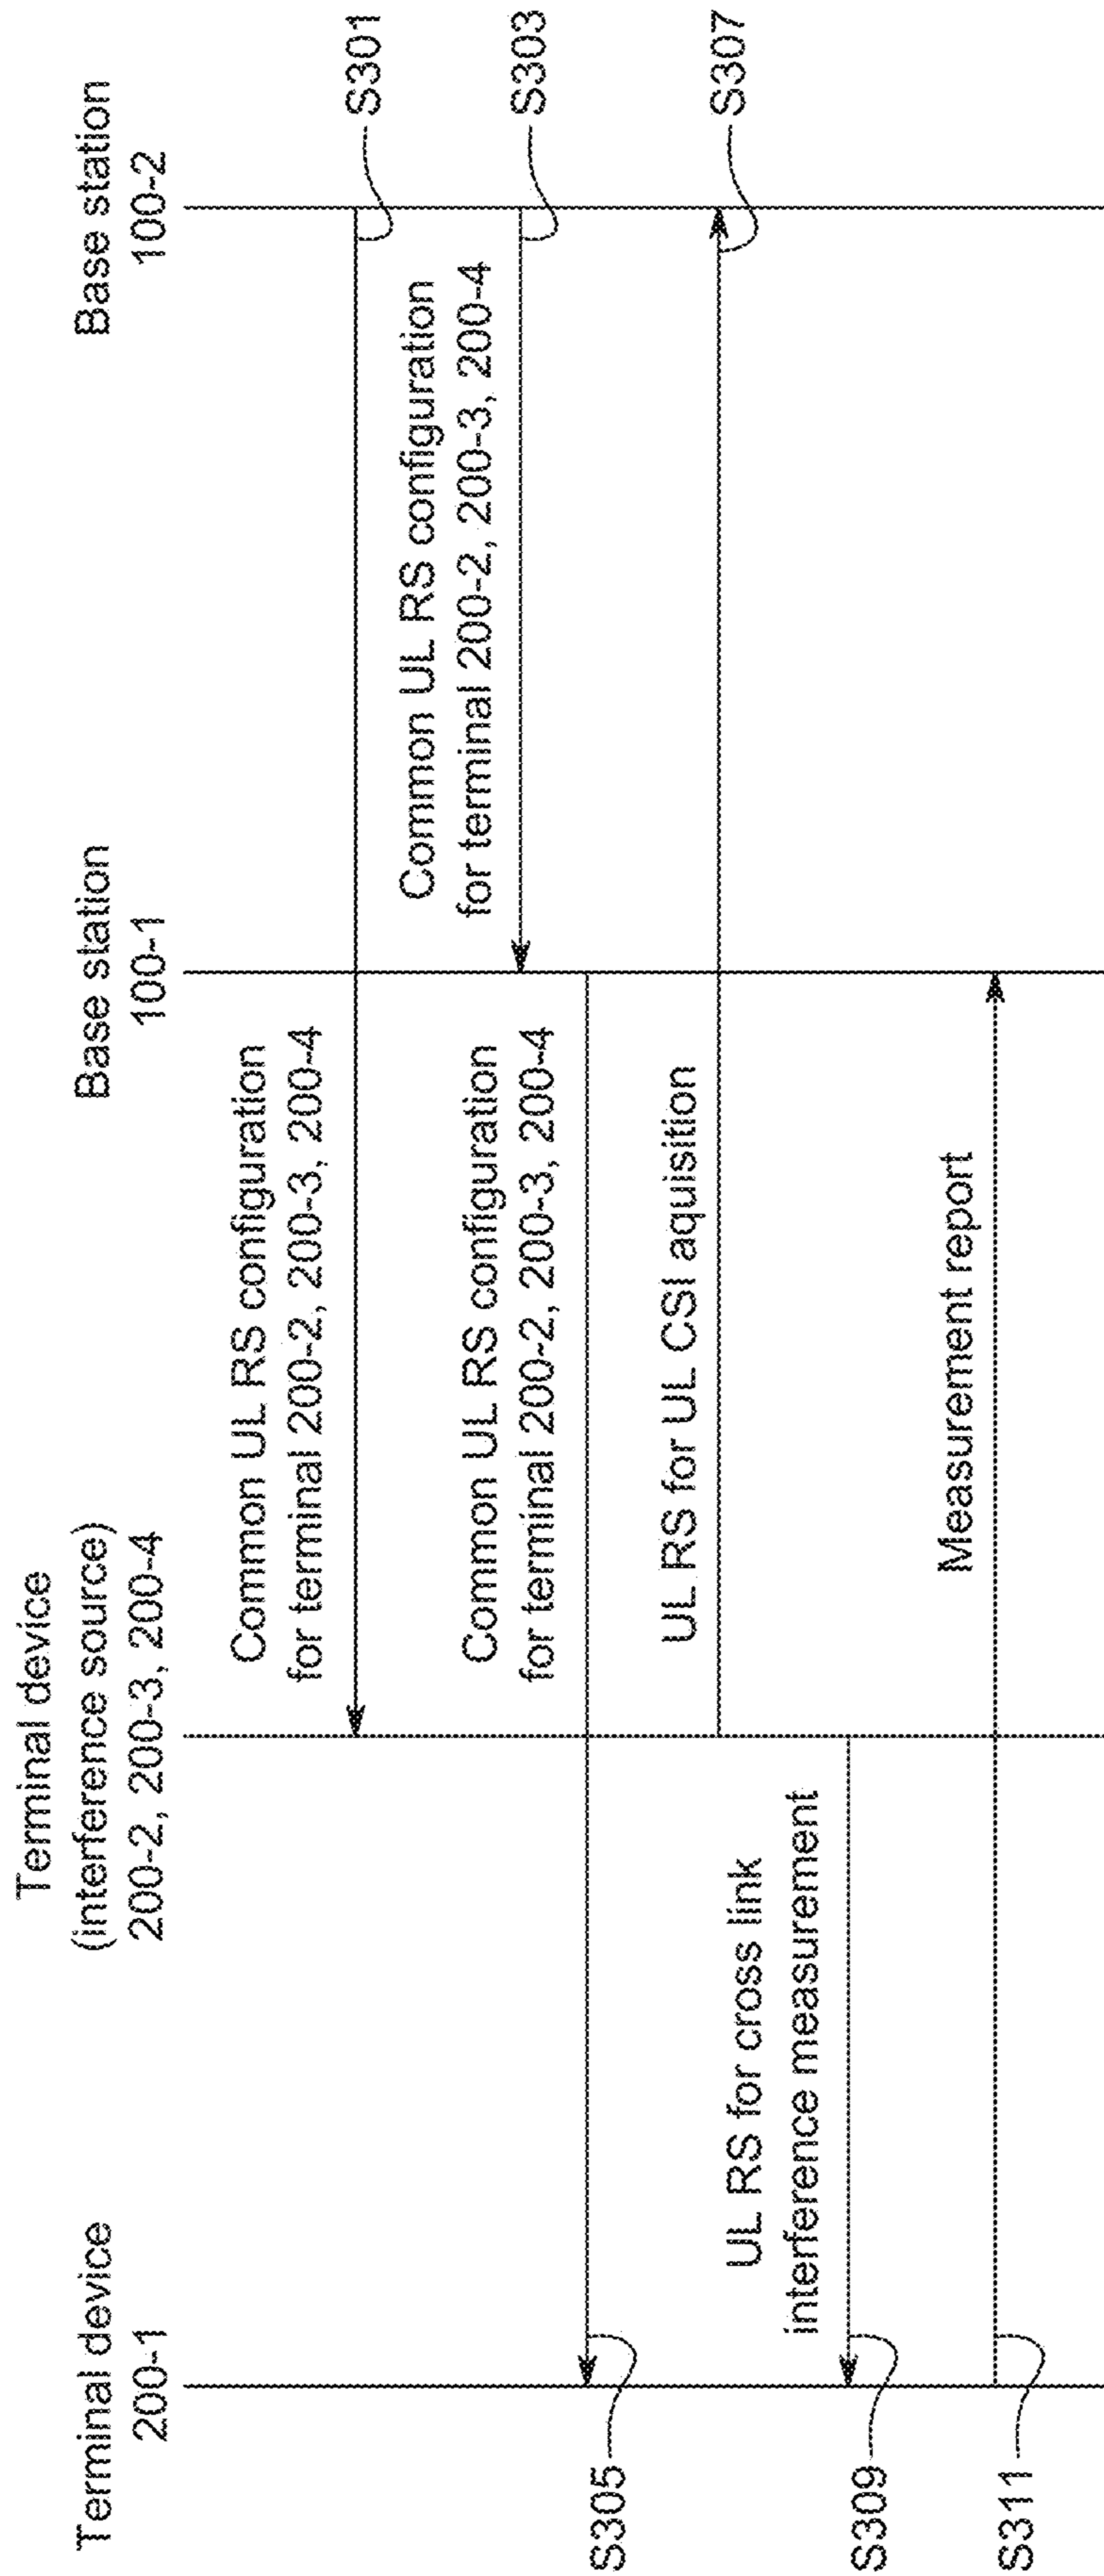 Terminal device
200-1
Terminal device
(interference source)
200-2, 200-3, 200-4
Base station
100-1
Base station
100-2
Common UL RS configuration
for terminal 200-2, 200-3, 200-4
S301
Common UL RS configuration
for terminal 200-2, 200-3, 200-4
S303
Common UL RS configuration
for terminal 200-2, 200-3, 200-4
S305
UL RS for UL CSI aquisition
S307
UL RS for cross link
interference measurement
S309
Measurement report
S311